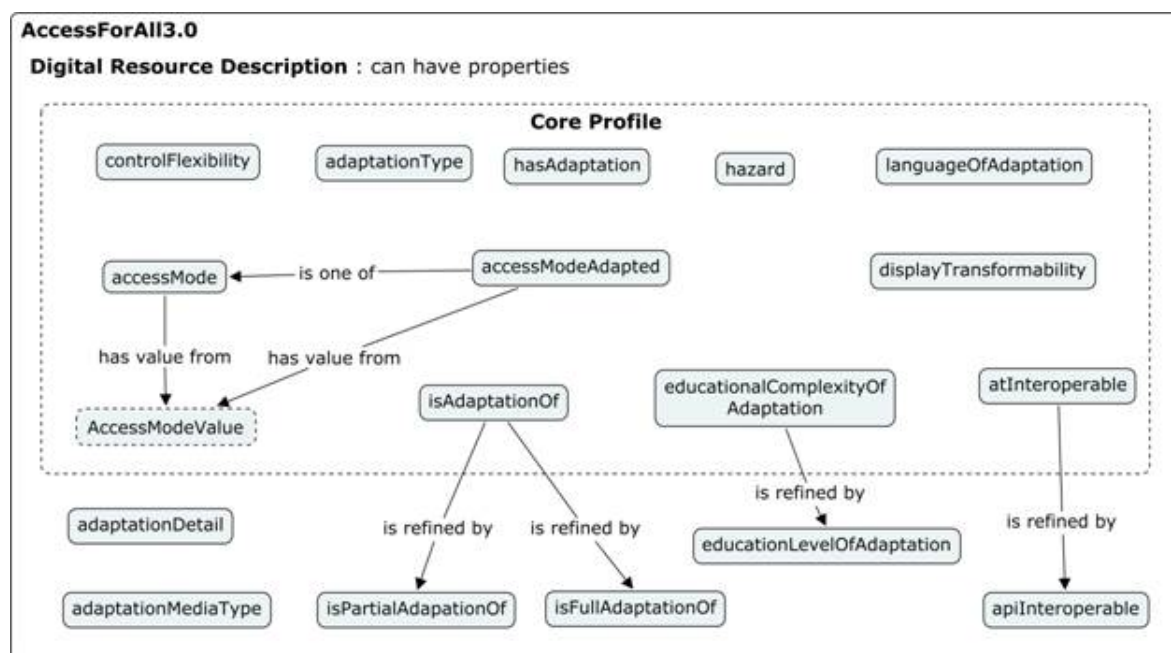 AccessForAll3.0
Digital Resource Description : can have properties
Core Profile
controlFlexibility
adaptationType
hasAdaptation
hazard
languageOfAdaptation
accessMode
is one of
accessModeAdapted
displayTransformability
has value from
has value from
AccessModeValue
isAdaptationOf
educationalComplexityOf
Adaptation
atInteroperable
adaptationDetail
is refined by
is refined by
is refined by
educationLevelOfAdaptation
is refined by
adaptationMediaType
isPartialAdapationOf
isFullAdaptationOf
apiInteroperable